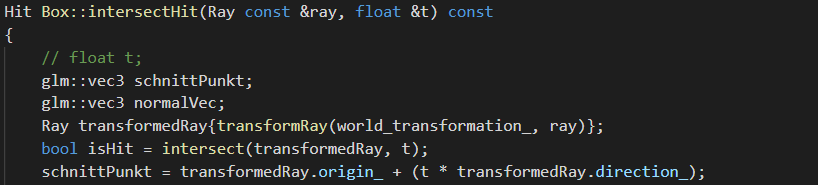 Hit Box::intersectHit(Ray const &ray, float &t) const
{
    // float t;
    glm::vec3 schnittPunkt;
    glm::vec3 normalVec;
    Ray transformedRay{transformRay(world_transformation_, ray)};
    bool isHit = intersect(transformedRay, t);
    schnittPunkt = transformedRay.origin_ + (t * transformedRay.direction_);